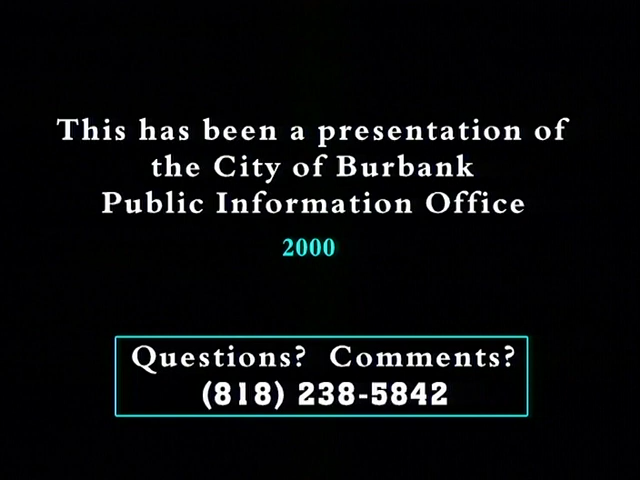 This has been a presentation of
the City of Burbank
Public Information Office
2000
Questions? Comments?
(818) 238-5842